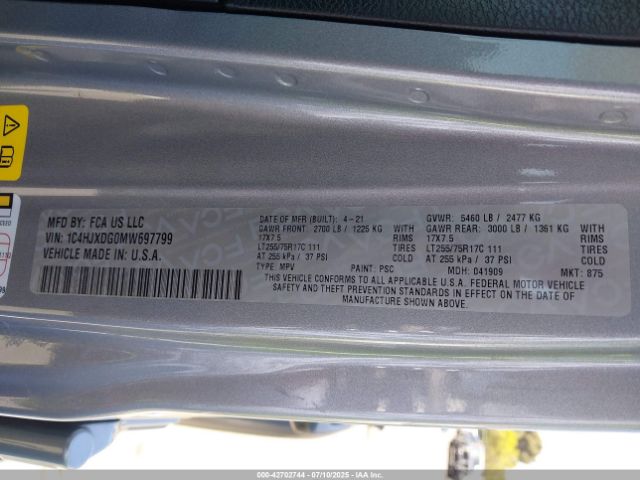 MFD BY: FCA US LLC
VIN: 1C4HJXDG0MW697799
VEHICLE MADE IN: U.S.A.
DATE OF MFR (BUILT): 4-21
GVWR: 5460 LB / 2477 KG
GAWR FRONT: 2700 LB / 1225 KG WITH
GAWR REAR: 3000 LB / 1361 KG WITH
17X7.5 RIMS
17X7.5 RIMS
LT255/75R17C 111 TIRES
LT255/75R17C 111 TIRES
AT 255 kPa / 37 PSI COLD
AT 255 kPa / 37 PSI COLD
TYPE: MPV PAINT: PSC MDH: 041909 MKT: 875
THIS VEHICLE CONFORMS TO ALL APPLICABLE U.S.A. FEDERAL MOTOR VEHICLE
SAFETY AND THEFT PREVENTION STANDARDS IN EFFECT ON THE DATE OF
MANUFACTURE SHOWN ABOVE.
000-42702744 | 07/10/2025 | IAAI.COM